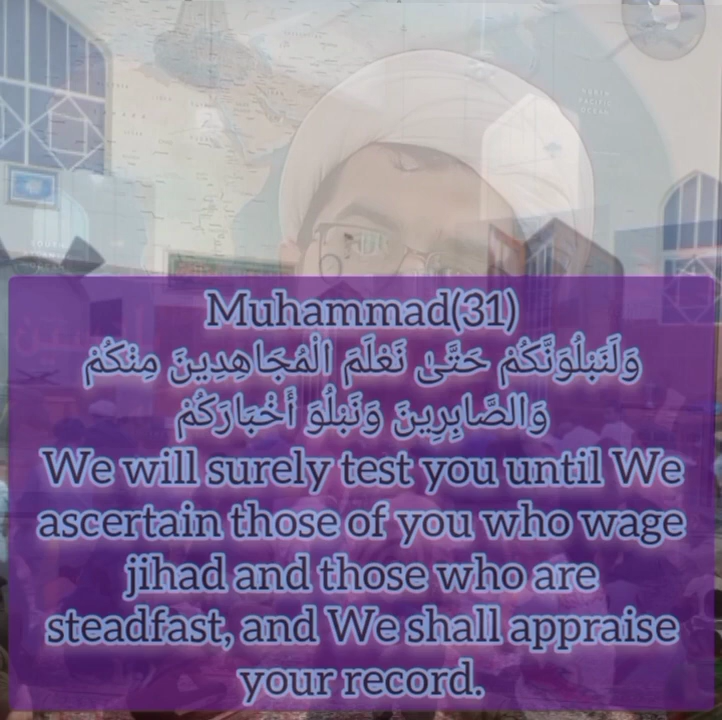 Muhammad(31)
وَلَنَبْلُوَنَّكُمْ حَتَّىٰ نَعْلَمَ الْمُجَاهِدِينَ مِنْكُمْ
وَالصَّابِرِينَ وَنَبْلُوَ أَخْبَارَكُمْ
We will surely test you until We
ascertain those of you who wage
jihad and those who are
steadfast, and We shall appraise
your record.